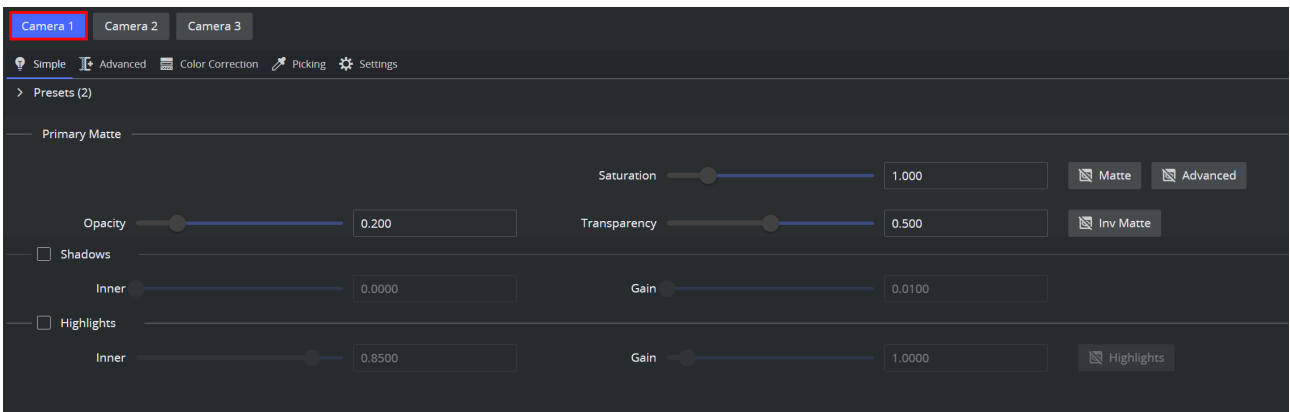 Camera 1 Camera 2 Camera 3
Simple Advanced Color Correction Picking Settings
Presets (2)
Primary Matte
Saturation 1.000 Matte Advanced
Opacity 0.200 Transparency 0.500 Inv Matte
Shadows
Inner 0.0000 Gain 0.0100
Highlights
Inner 0.8500 Gain 1.0000 Highlights